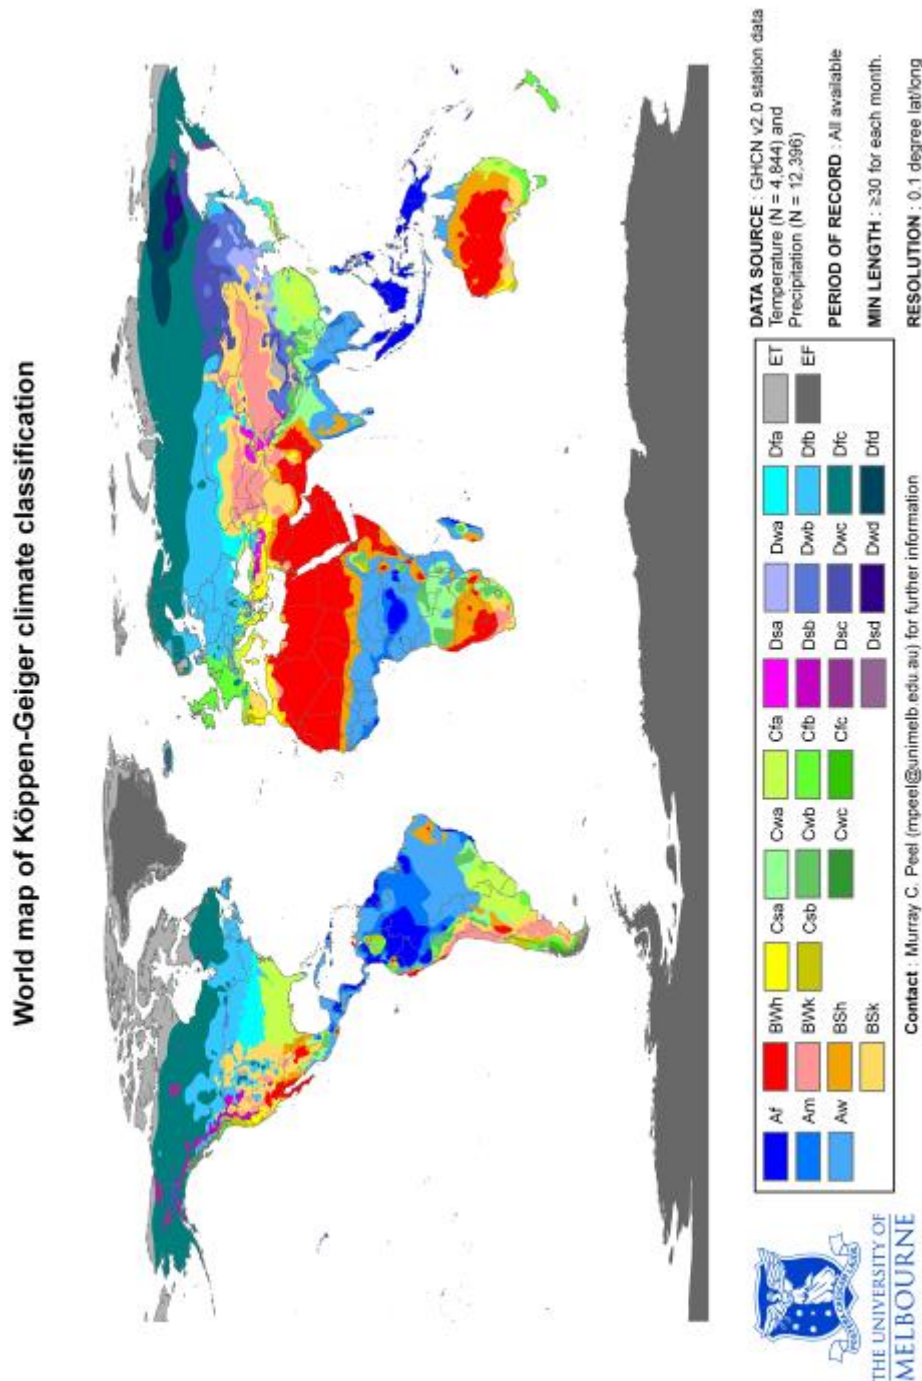 World map of Köppen-Geiger climate classification
THE UNIVERSITY OF
MELBOURNE
Af
Am
Aw
BWh
BWk
BSh
BSk
Csa
Csb
Cwa
Cwb
Cwc
Cfa
Cfb
Cfc
Dsa
Dsb
Dsc
Dsd
Dwa
Dwb
Dwc
Dwd
Dfa
Dfb
Dfc
Dfd
ET
EF
DATA SOURCE : GHCN v2.0 station data
Temperature (N = 4,844) and
Precipitation (N = 12,396)
PERIOD OF RECORD : All available
MIN LENGTH : ≥30 for each month.
RESOLUTION : 0.1 degree lat/long
Contact : Murray C. Peel (mpeel@unimelb.edu.au) for further information